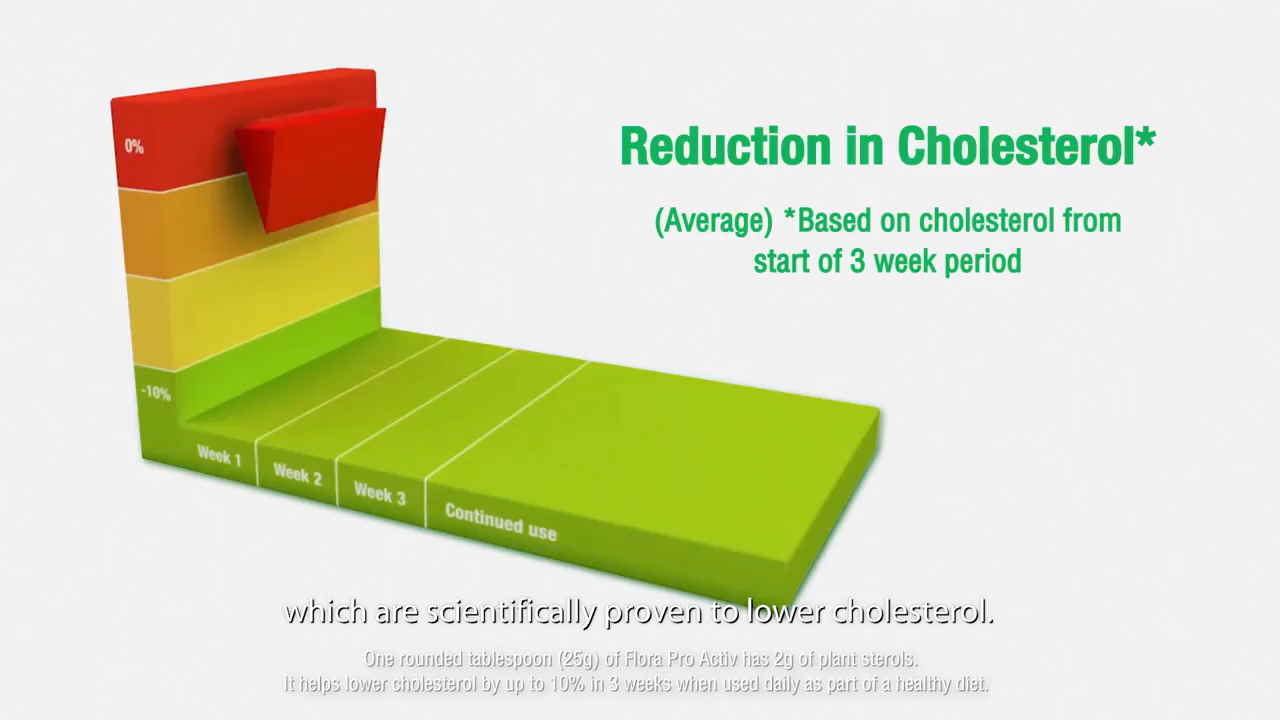 Reduction in Cholesterol*
(Average) *Based on cholesterol from
start of 3 week period
0%
-10%
Week 1
Week 2
Week 3
Continued use
which are scientifically proven to lower cholesterol.
One rounded tablespoon (25g) of Flora Pro Activ has 2g of plant sterols.
It helps lower cholesterol by up to 10% in 3 weeks when used daily as part of a healthy diet.